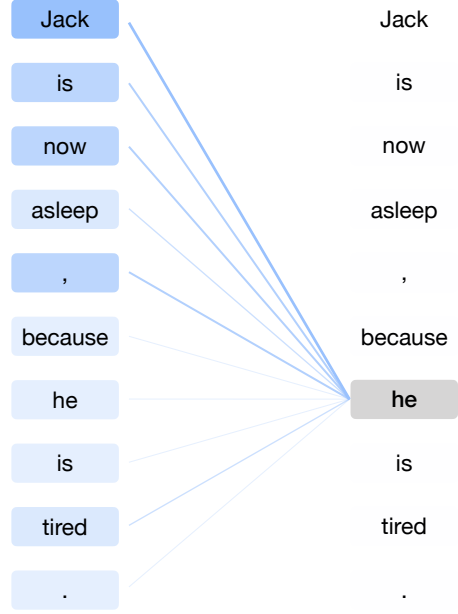 Jack Jack
is is
now now
asleep asleep
, ,
because because
he he
is is
tired tired
. .